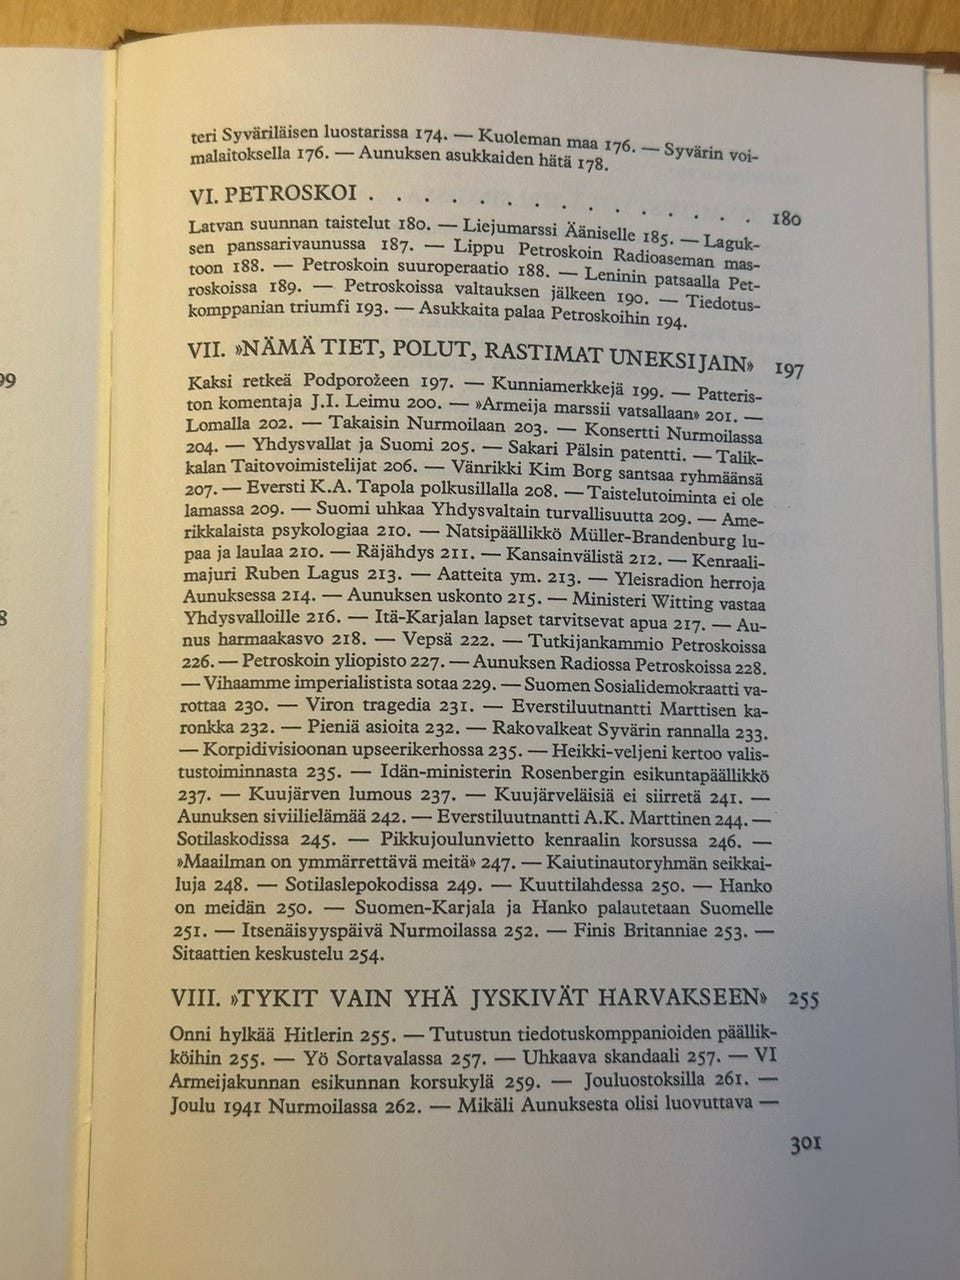 99
8
teri Syväriläisen luostarissa 174. — Kuoleman maa 176. — Syvärin voi-
malaitoksella 176. — Aunuksen asukkaiden hätä 178.
VI. PETROSKOI . . . . . . . . . . . . . . . . 180
Latvan suunnan taistelut 180. — Liejumarssi Ääniselle 185. — Laguk-
sen panssarivaunussa 187. — Lippu Petroskoin Radioaseman mas-
toon 188. — Petroskoin suuroperaatio 188. — Leninin patsaalla Pet-
roskoissa 189. — Petroskoissa valtauksen jälkeen 190. — Tiedotus-
komppanian triumfi 193. — Asukkaita palaa Petroskoihin 194.
VII. »NÄMÄ TIET, POLUT, RASTIMAT UNEKSIJAIN» 197
Kaksi retkeä Podporožeen 197. — Kunniamerkkejä 199. — Patteris-
ton komentaja J.I. Leimu 200. — »Armeija marssii vatsallaan» 201. —
Lomalla 202. — Takaisin Nurmoilaan 203. — Konsertti Nurmoilassa
204. — Yhdysvallat ja Suomi 205. — Sakari Pälsin patentti. — Talik-
kalan Taitovoimistelijat 206. — Vänrikki Kim Borg santsaa ryhmäänsä
207. — Eversti K.A. Tapola polkusillalla 208. — Taistelutoiminta ei ole
lamassa 209. — Suomi uhkaa Yhdysvaltain turvallisuutta 209. — Ame-
rikkalaista psykologiaa 210. — Natsipäällikkö Müller-Brandenburg lu-
paa ja laulaa 210. — Räjähdys 211. — Kansainvälistä 212. — Kenraali-
majuri Ruben Lagus 213. — Aatteita ym. 213. — Yleisradion herroja
Aunuksessa 214. — Aunuksen uskonto 215. — Ministeri Witting vastaa
Yhdysvalloille 216. — Itä-Karjalan lapset tarvitsevat apua 217. — Au-
nus harmaakasvo 218. — Vepsä 222. — Tutkijankammio Petroskoissa
226. — Petroskoin yliopisto 227. — Aunuksen Radiossa Petroskoissa 228.
— Vihaamme imperialistista sotaa 229. — Suomen Sosialidemokraatti va-
rottaa 230. — Viron tragedia 231. — Everstiluutnantti Marttisen ka-
ronkka 232. — Pieniä asioita 232. — Rakovalkeat Syvärin rannalla 233.
— Korpidivisioonan upseerikerhossa 235. — Heikki-veljeni kertoo valis-
tustoiminnasta 235. — Idän-ministerin Rosenbergin esikuntapäällikkö
237. — Kuujärven lumous 237. — Kuujärveläisiä ei siirretä 241. —
Aunuksen siviilielämää 242. — Everstiluutnantti A.K. Marttinen 244. —
Sotilaskodissa 245. — Pikkujoulunvietto kenraalin korsussa 246. —
»Maailman on ymmärrettävä meitä» 247. — Kaiutinautoryhmän seikkai-
luja 248. — Sotilaslepokodissa 249. — Kuuttilahdessa 250. — Hanko
on meidän 250. — Suomen-Karjala ja Hanko palautetaan Suomelle
251. — Itsenäisyyspäivä Nurmoilassa 252. — Finis Britanniae 253. —
Sitaattien keskustelu 254.
VIII. »TYKIT VAIN YHÄ JYSKIVÄT HARVAKSEEN» 255
Onni hylkää Hitlerin 255. — Tutustun tiedotuskomppanioiden päällik-
köihin 255. — Yö Sortavalassa 257. — Uhkaava skandaali 257. — VI
Armeijakunnan esikunnan korsukylä 259. — Jouluostoksilla 261. —
Joulu 1941 Nurmoilassa 262. — Mikäli Aunuksesta olisi luovuttava —
301